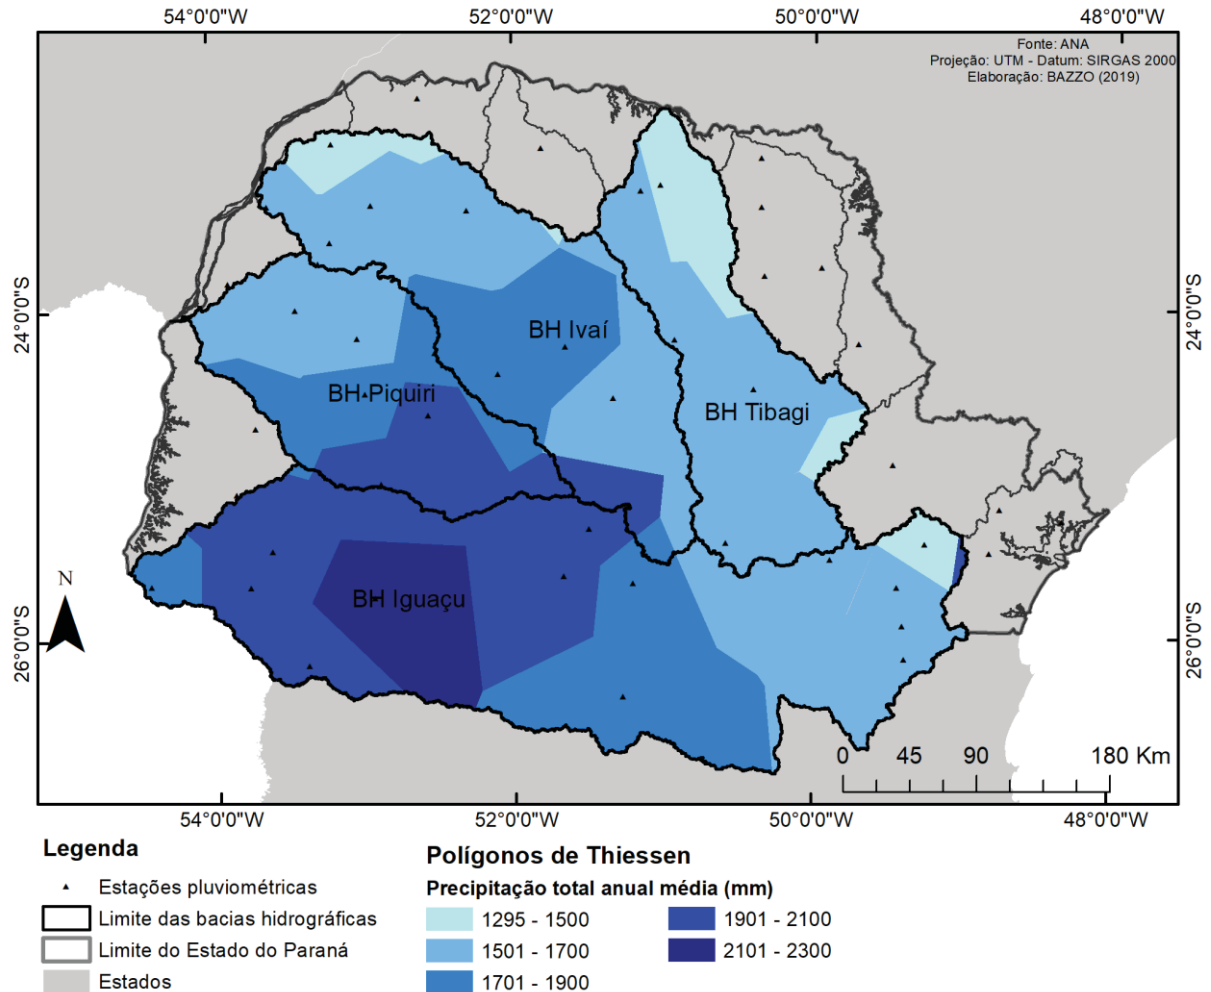 54°0'0"W 52°0'0"W 50°0'0"W 48°0'0"W
Fonte: ANA
Projeção: UTM - Datum: SIRGAS 2000
Elaboração: BAZZO (2019)
24°0'0"S 24°0'0"S
BH Ivaí
BH Piquiri
BH Tibagi
N
BH Iguaçu
26°0'0"S 26°0'0"S
0 45 90 180 Km
54°0'0"W 52°0'0"W 50°0'0"W 48°0'0"W
Legenda
Estações pluviométricas
Limite das bacias hidrográficas
Limite do Estado do Paraná
Estados
Polígonos de Thiessen
Precipitação total anual média (mm)
1295 - 1500
1501 - 1700
1701 - 1900
1901 - 2100
2101 - 2300